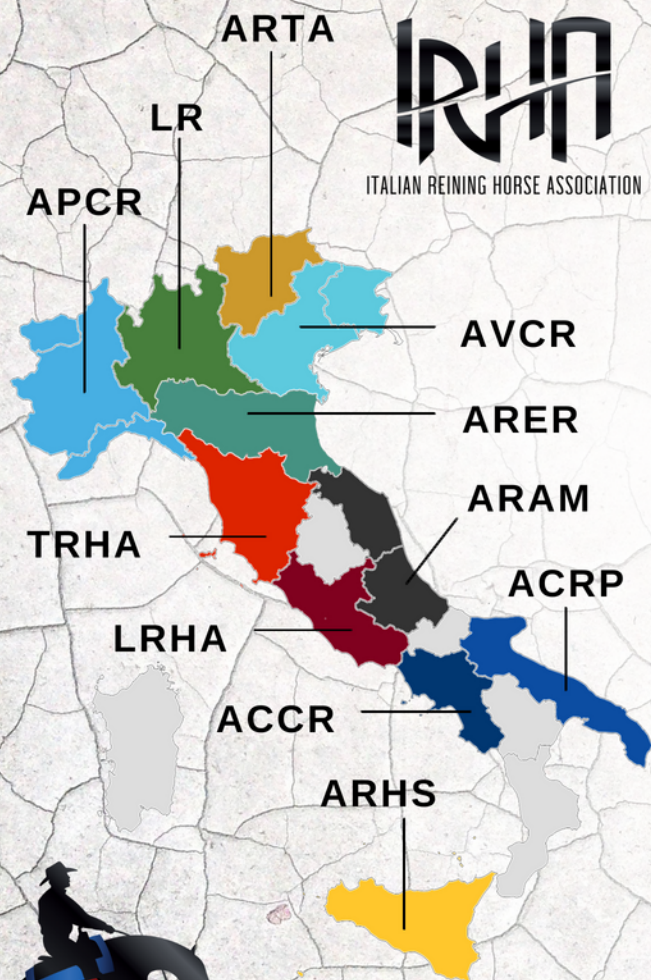 ARTA
IRHA
ITALIAN REINING HORSE ASSOCIATION
LR
APCR
AVCR
ARER
ARAM
TRHA
ACRP
LRHA
ACCR
ARHS